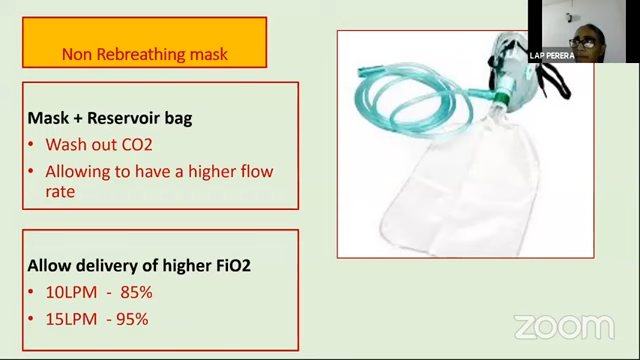 Non Rebreathing mask
Mask + Reservoir bag
• Wash out CO2
• Allowing to have a higher flow
rate
Allow delivery of higher FiO2
• 10LPM - 85%
• 15LPM - 95%
LAP PERERA
zoom